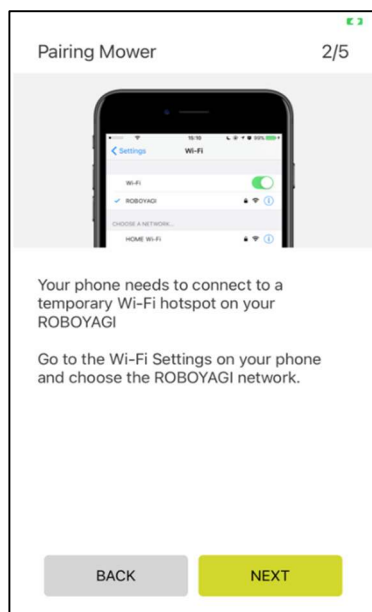 Pairing Mower 2/5
15:10 98%
Settings Wi-Fi
Wi-Fi
ROBOYAGI
CHOOSE A NETWORK...
HOME Wi-Fi
Your phone needs to connect to a
temporary Wi-Fi hotspot on your
ROBOYAGI
Go to the Wi-Fi Settings on your phone
and choose the ROBOYAGI network.
BACK NEXT